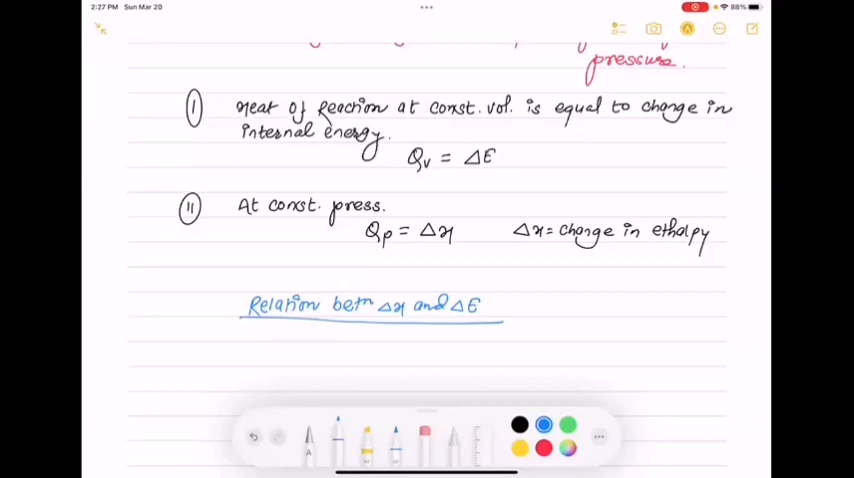 2:27 PM Sun Mar 20
88%
pressure.
I Heat of Reaction at const. vol. is equal to change in
internal energy.
Qv = ΔE
II At const. press.
Qp = ΔH ΔH = change in ethalpy
Relation betn ΔH and ΔE
A